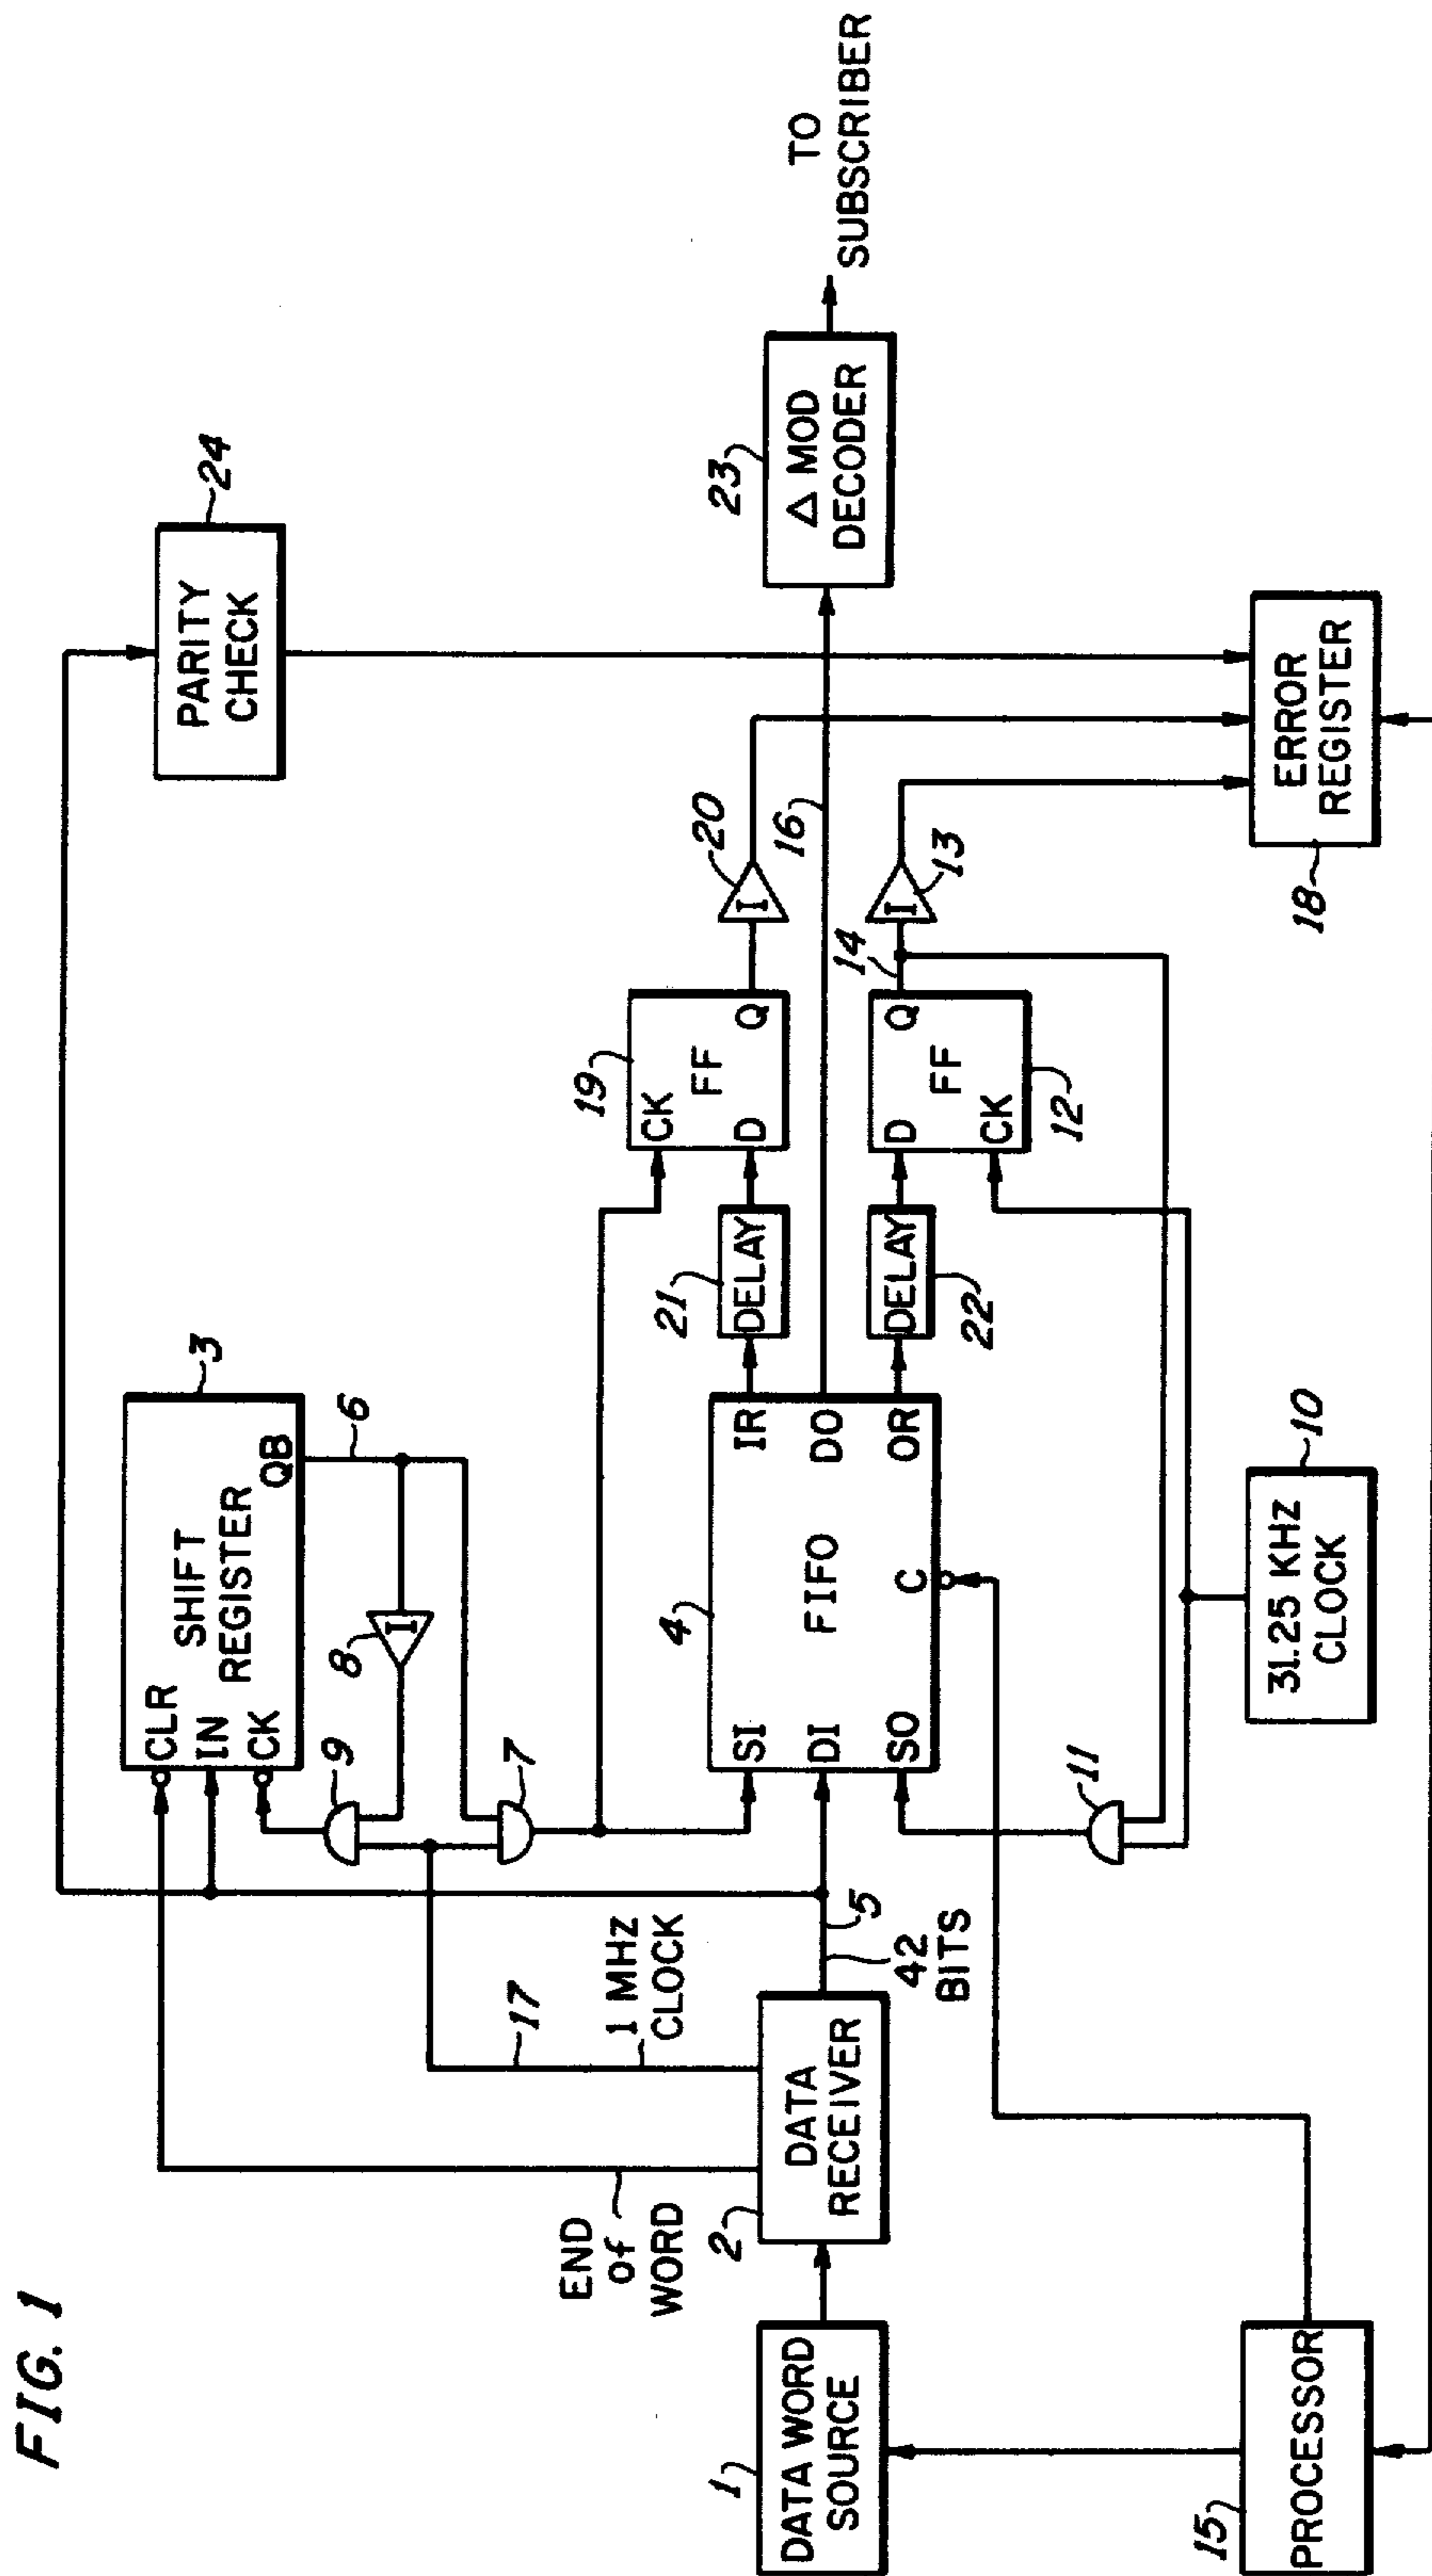 FIG. 1
1
DATA WORD
SOURCE
15
PROCESSOR
2
DATA
RECEIVER
END
of
WORD
17
1 MHz
CLOCK
5
42
BITS
3
CLR
IN
CK
SHIFT
REGISTER
QB
6
8
I
9
7
4
SI
DI
SO
FIFO
C
IR
DO
OR
11
10
31.25 KHz
CLOCK
21
DELAY
DELAY
22
19
CK
FF
D
Q
D
FF
CK
Q
12
14
20
I
16
I
13
24
PARITY
CHECK
18
ERROR
REGISTER
23
Δ MOD
DECODER
TO
SUBSCRIBER